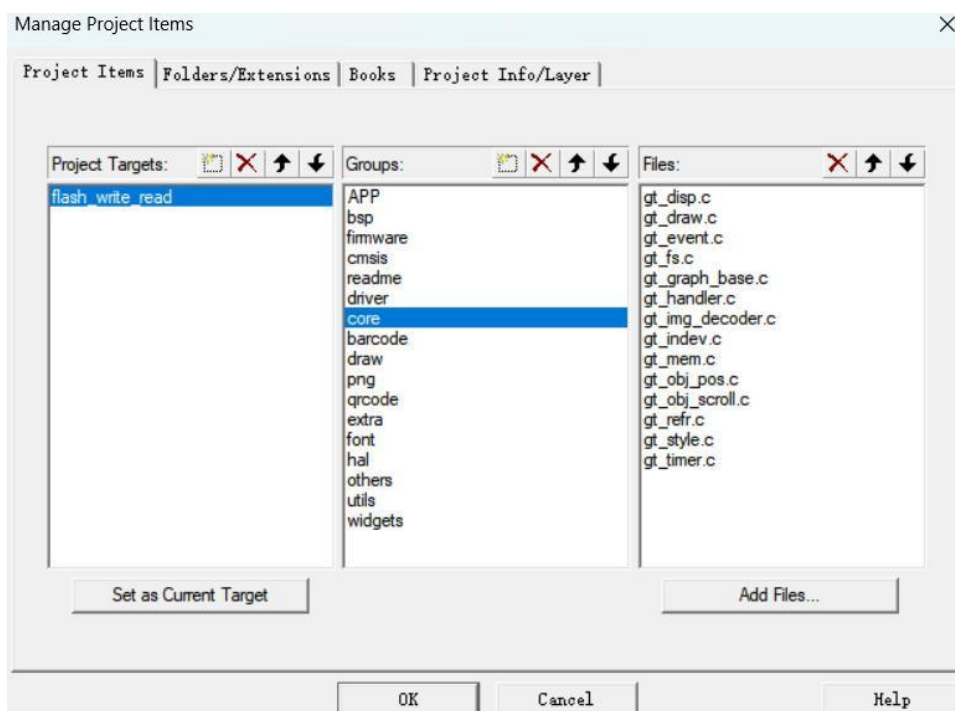 Manage Project Items
Project Items Folders/Extensions Books Project Info/Layer
Project Targets: Groups: Files:
flash_write_read
APP
bsp
firmware
cmsis
readme
driver
core
barcode
draw
png
qrcode
extra
font
hal
others
utils
widgets
gt_disp.c
gt_draw.c
gt_event.c
gt_fs.c
gt_graph_base.c
gt_handler.c
gt_img_decoder.c
gt_indev.c
gt_mem.c
gt_obj_pos.c
gt_obj_scroll.c
gt_refr.c
gt_style.c
gt_timer.c
Set as Current Target
Add Files...
OK Cancel Help